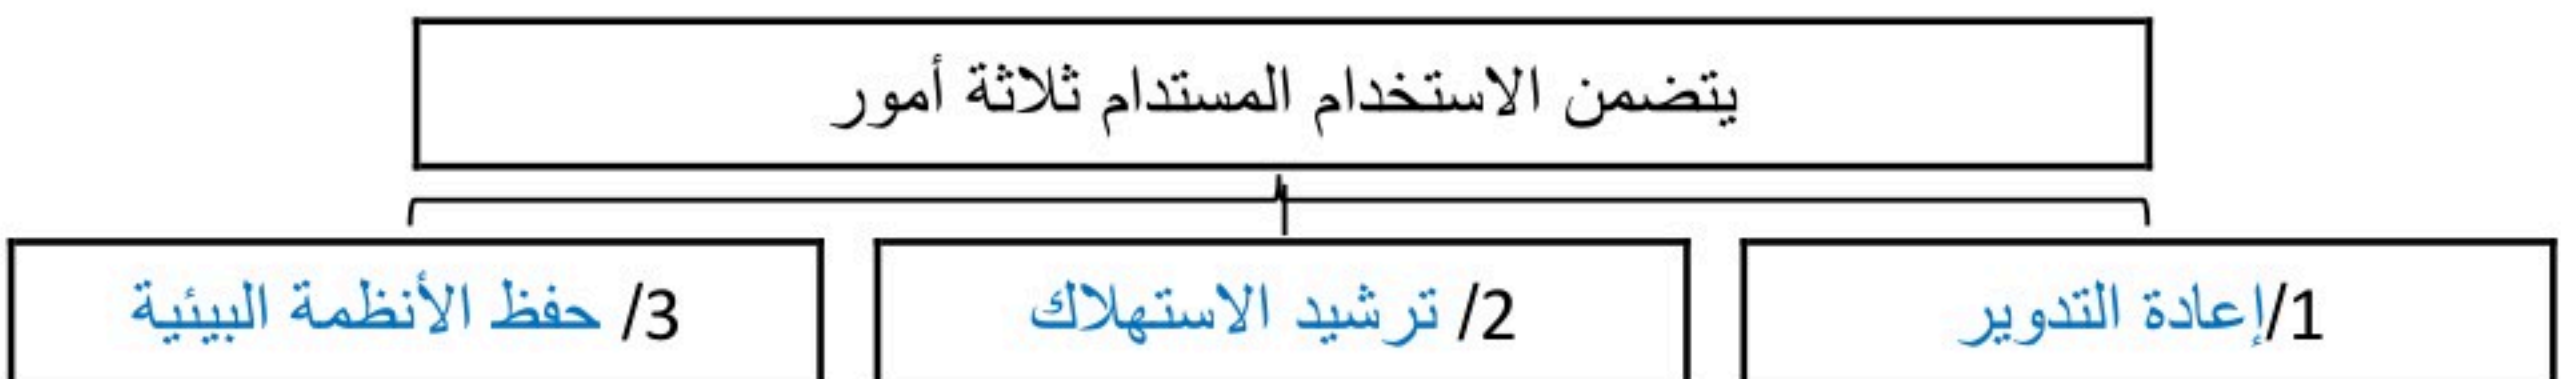 يتضمن الاستخدام المستدام ثلاثة أمور
1/إعادة التدوير
2/ ترشيد الاستهلاك
3/ حفظ الأنظمة البيئية